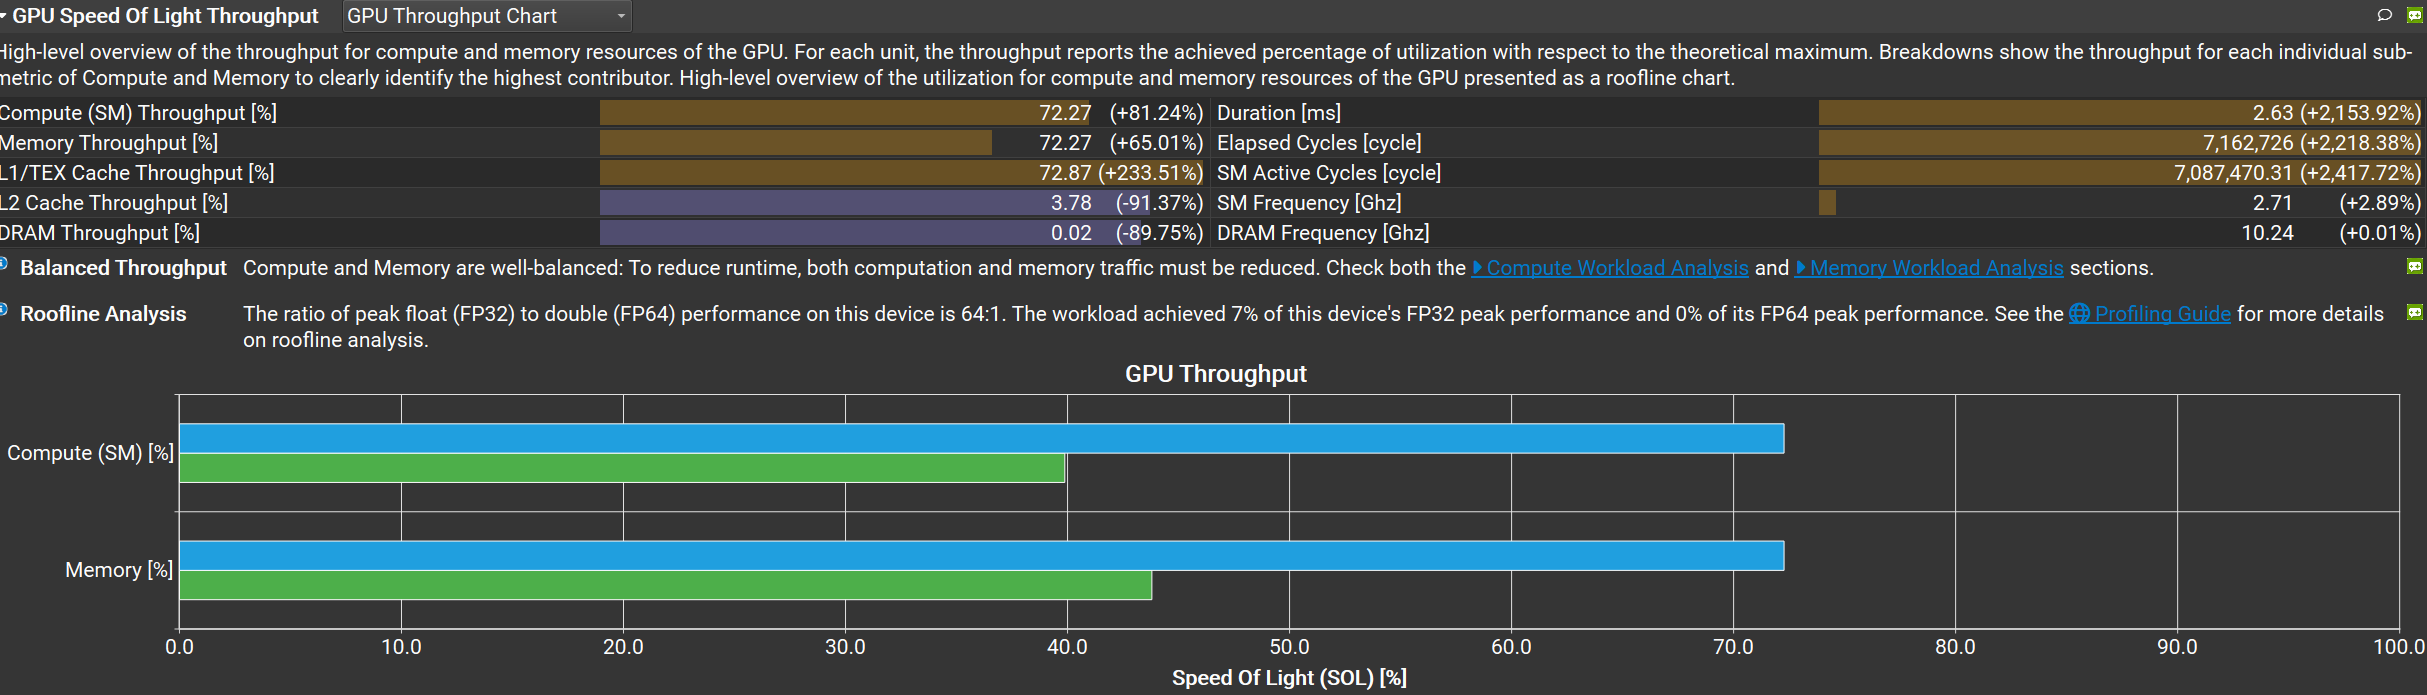 GPU Speed Of Light Throughput GPU Throughput Chart
High-level overview of the throughput for compute and memory resources of the GPU. For each unit, the throughput reports the achieved percentage of utilization with respect to the theoretical maximum. Breakdowns show the throughput for each individual sub-
metric of Compute and Memory to clearly identify the highest contributor. High-level overview of the utilization for compute and memory resources of the GPU presented as a roofline chart.
Compute (SM) Throughput [%] 72.27 (+81.24%) Duration [ms] 2.63 (+2,153.92%)
Memory Throughput [%] 72.27 (+65.01%) Elapsed Cycles [cycle] 7,162,726 (+2,218.38%)
L1/TEX Cache Throughput [%] 72.87 (+233.51%) SM Active Cycles [cycle] 7,087,470.31 (+2,417.72%)
L2 Cache Throughput [%] 3.78 (-91.37%) SM Frequency [Ghz] 2.71 (+2.89%)
DRAM Throughput [%] 0.02 (-89.75%) DRAM Frequency [Ghz] 10.24 (+0.01%)
Balanced Throughput Compute and Memory are well-balanced: To reduce runtime, both computation and memory traffic must be reduced. Check both the Compute Workload Analysis and Memory Workload Analysis sections.
Roofline Analysis The ratio of peak float (FP32) to double (FP64) performance on this device is 64:1. The workload achieved 7% of this device's FP32 peak performance and 0% of its FP64 peak performance. See the Profiling Guide for more details
on roofline analysis.
GPU Throughput
Compute (SM) [%]
Memory [%]
0.0 10.0 20.0 30.0 40.0 50.0 60.0 70.0 80.0 90.0 100.0
Speed Of Light (SOL) [%]